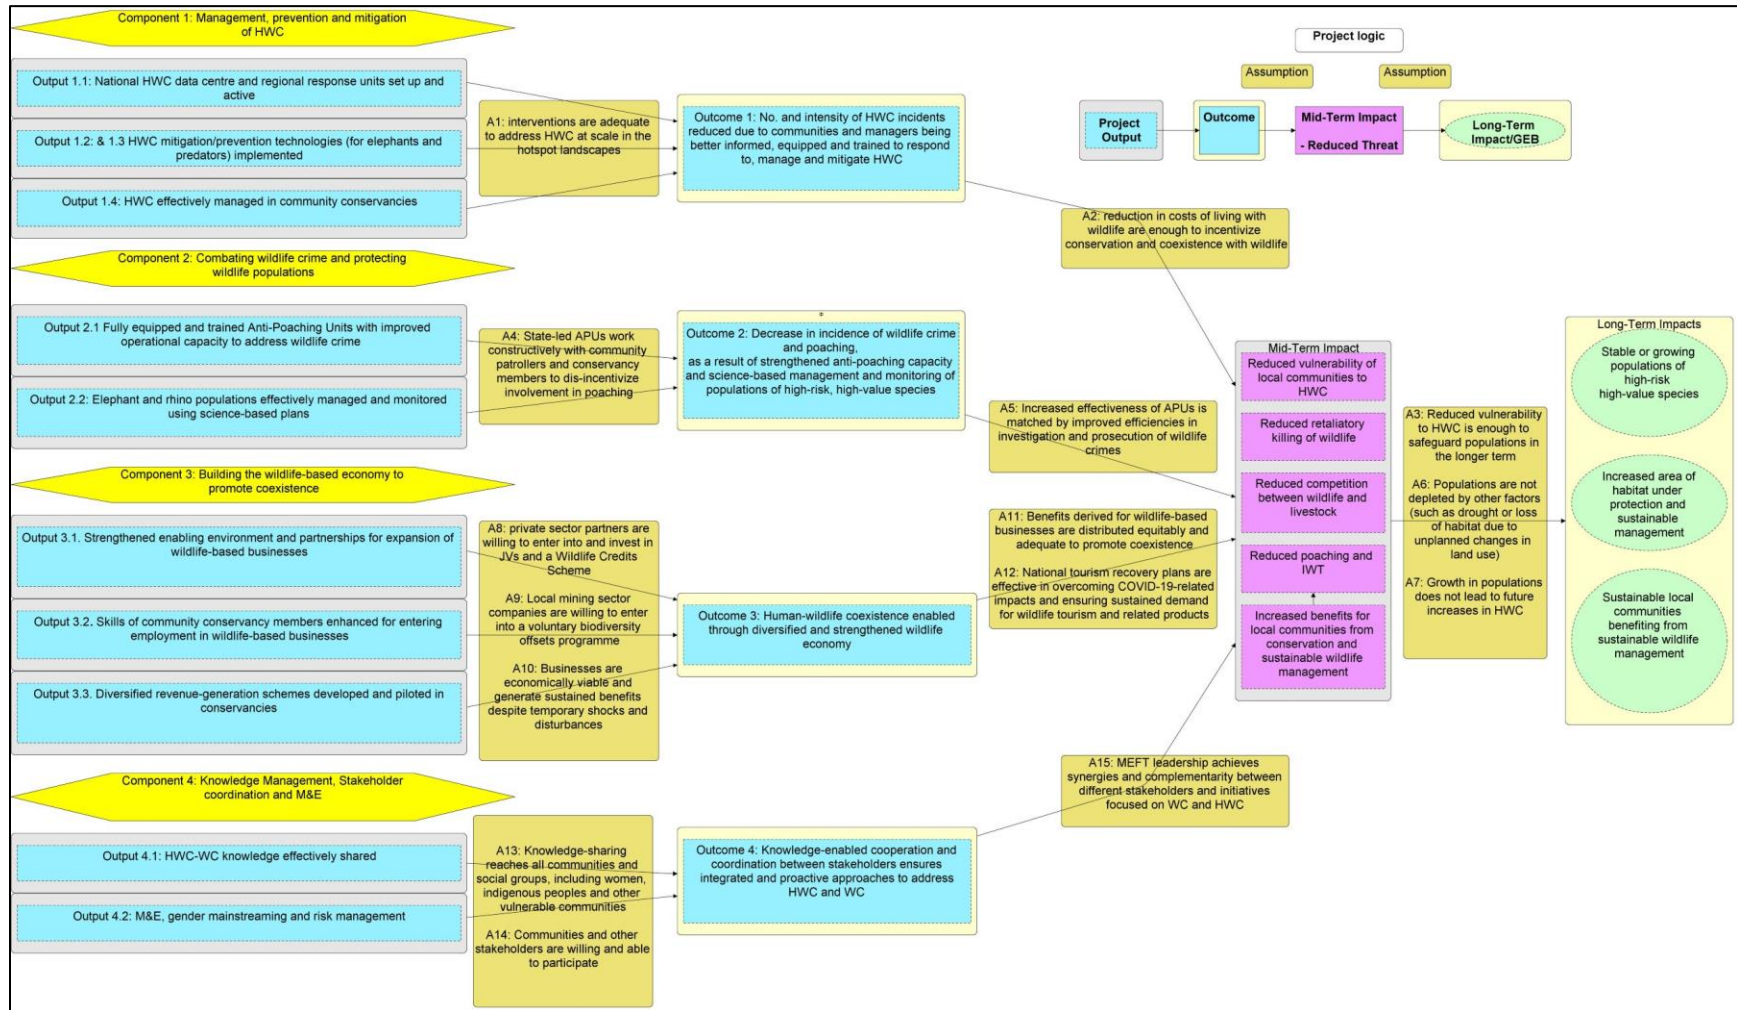 Component 1: Management, prevention and mitigation
of HWC
Output 1.1: National HWC data centre and regional response units set up and
active
Output 1.2: & 1.3 HWC mitigation/prevention technologies (for elephants and
predators) implemented
Output 1.4: HWC effectively managed in community conservancies
A1: interventions are adequate
to address HWC at scale in the
hotspot landscapes
Outcome 1: No. and intensity of HWC incidents
reduced due to communities and managers being
better informed, equipped and trained to respond
to, manage and mitigate HWC
Project logic
Assumption
Assumption
Project
Output
Outcome
Mid-Term Impact
- Reduced Threat
Long-Term
Impact/GEB
A2: reduction in costs of living with
wildlife are enough to incentivize
conservation and coexistence with wildlife
Component 2: Combating wildlife crime and protecting
wildlife populations
Output 2.1 Fully equipped and trained Anti-Poaching Units with improved
operational capacity to address wildlife crime
Output 2.2: Elephant and rhino populations effectively managed and monitored
using science-based plans
A4: State-led APUs work
constructively with community
patrollers and conservancy
members to dis-incentivize
involvement in poaching
*
Outcome 2: Decrease in incidence of wildlife crime
and poaching,
as a result of strengthened anti-poaching capacity
and science-based management and monitoring of
populations of high-risk, high-value species
A5: Increased effectiveness of APUs is
matched by improved efficiencies in
investigation and prosecution of wildlife
crimes
Component 3: Building the wildlife-based economy to
promote coexistence
Output 3.1. Strengthened enabling environment and partnerships for expansion of
wildlife-based businesses
Output 3.2. Skills of community conservancy members enhanced for entering
employment in wildlife-based businesses
Output 3.3. Diversified revenue-generation schemes developed and piloted in
conservancies
A8: private sector partners are
willing to enter into and invest in
JVs and a Wildlife Credits
Scheme
A9: Local mining sector
companies are willing to enter
into a voluntary biodiversity
offsets programme
A10: Businesses are
economically viable and
generate sustained benefits
despite temporary shocks and
disturbances
Outcome 3: Human-wildlife coexistence enabled
through diversified and strengthened wildlife
economy
A11: Benefits derived for wildlife-based
businesses are distributed equitably and
adequate to promote coexistence
A12: National tourism recovery plans are
effective in overcoming COVID-19-related
impacts and ensuring sustained demand
for wildlife tourism and related products
Component 4: Knowledge Management, Stakeholder
coordination and M&E
Output 4.1: HWC-WC knowledge effectively shared
Output 4.2: M&E, gender mainstreaming and risk management
A13: Knowledge-sharing
reaches all communities and
social groups, including women,
indigenous peoples and other
vulnerable communities
A14: Communities and other
stakeholders are willing and able
to participate
Outcome 4: Knowledge-enabled cooperation and
coordination between stakeholders ensures
integrated and proactive approaches to address
HWC and WC
A15: MEFT leadership achieves
synergies and complementarity between
different stakeholders and initiatives
focused on WC and HWC
Mid-Term Impact
Reduced vulnerability of
local communities to
HWC
Reduced retaliatory
killing of wildlife
Reduced competition
between wildlife and
livestock
Reduced poaching and
IWT
Increased benefits for
local communities from
conservation and
sustainable wildlife
management
A3: Reduced vulnerability
to HWC is enough to
safeguard populations in
the longer term
A6: Populations are not
depleted by other factors
(such as drought or loss
of habitat due to
unplanned changes in
land use)
A7: Growth in populations
does not lead to future
increases in HWC
Long-Term Impacts
Stable or growing
populations of
high-risk
high-value species
Increased area of
habitat under
protection and
sustainable
management
Sustainable local
communities
benefiting from
sustainable wildlife
management